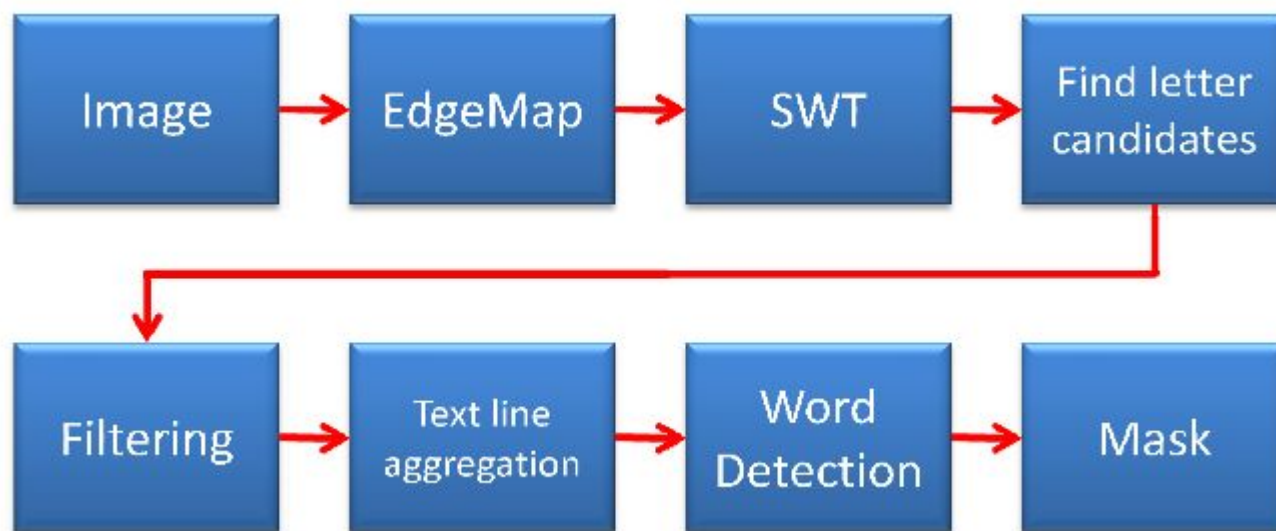 Image
EdgeMap
SWT
Find letter
candidates
Filtering
Text line
aggregation
Word
Detection
Mask